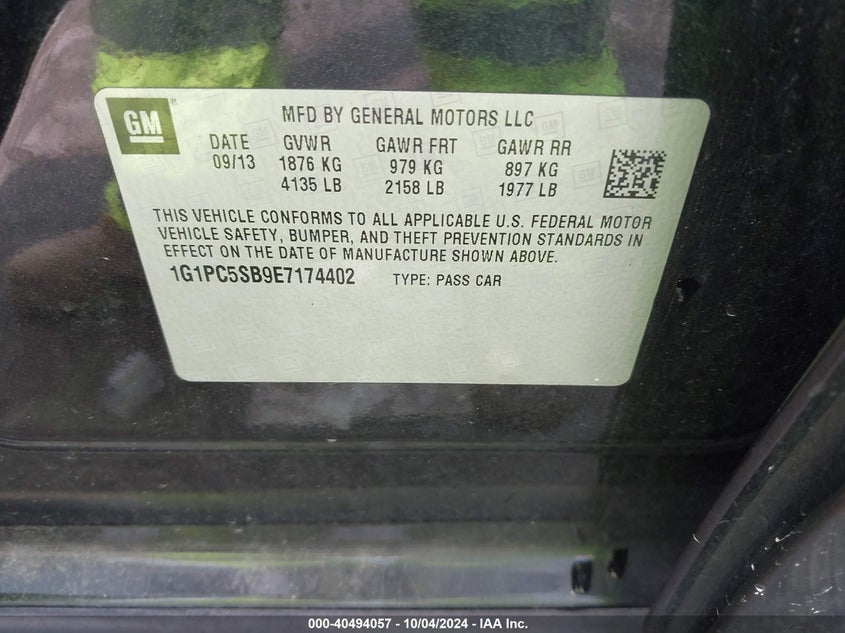 GM
MFD BY GENERAL MOTORS LLC
DATE GVWR GAWR FRT GAWR RR
09/13 1876 KG 979 KG 897 KG
4135 LB 2158 LB 1977 LB
THIS VEHICLE CONFORMS TO ALL APPLICABLE U.S. FEDERAL MOTOR
VEHICLE SAFETY, BUMPER, AND THEFT PREVENTION STANDARDS IN
EFFECT ON THE DATE OF MANUFACTURE SHOWN ABOVE.
1G1PC5SB9E7174402 TYPE: PASS CAR
000-40494057 - 10/04/2024 - IAA Inc.